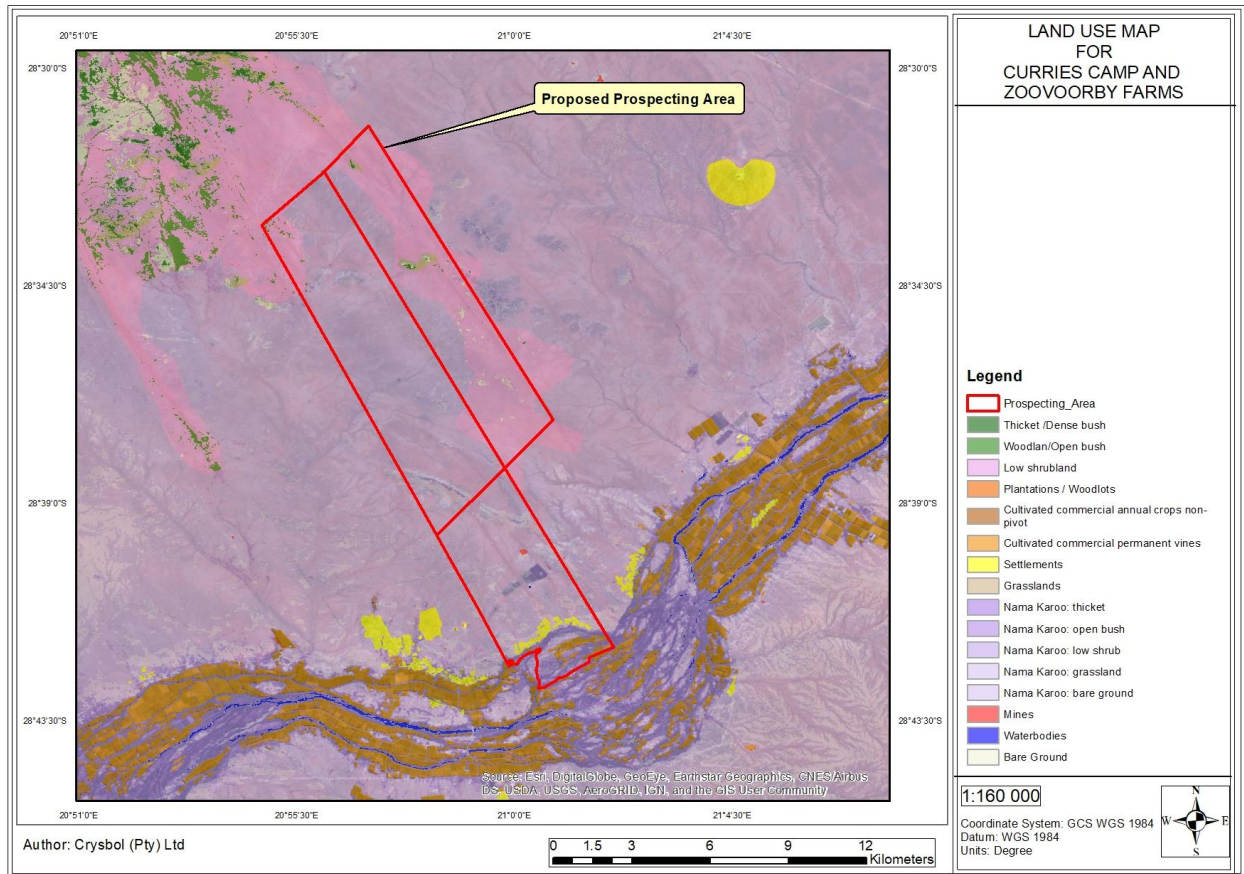 LAND USE MAP
FOR
CURRIES CAMP AND
ZOOVOORBY FARMS
20°51'0"E
20°55'30"E
21°0'0"E
21°4'30"E
28°30'0"S
28°30'0"S
Proposed Prospecting Area
28°34'30"S
28°34'30"S
28°39'0"S
28°39'0"S
28°43'30"S
28°43'30"S
Source: Esri, DigitalGlobe, GeoEye, Earthstar Geographics, CNES/Airbus
DS, USDA, USGS, AeroGRID, IGN, and the GIS User Community
20°51'0"E
20°55'30"E
21°0'0"E
21°4'30"E
Legend
Prospecting_Area
Thicket /Dense bush
Woodlan/Open bush
Low shrubland
Plantations / Woodlots
Cultivated commercial annual crops non-
pivot
Cultivated commercial permanent vines
Settlements
Grasslands
Nama Karoo: thicket
Nama Karoo: open bush
Nama Karoo: low shrub
Nama Karoo: grassland
Nama Karoo: bare ground
Mines
Waterbodies
Bare Ground
1:160 000
Coordinate System: GCS WGS 1984
Datum: WGS 1984
Units: Degree
N
W E
S
Author: Crysbol (Pty) Ltd
0 1.5 3 6 9 12
Kilometers